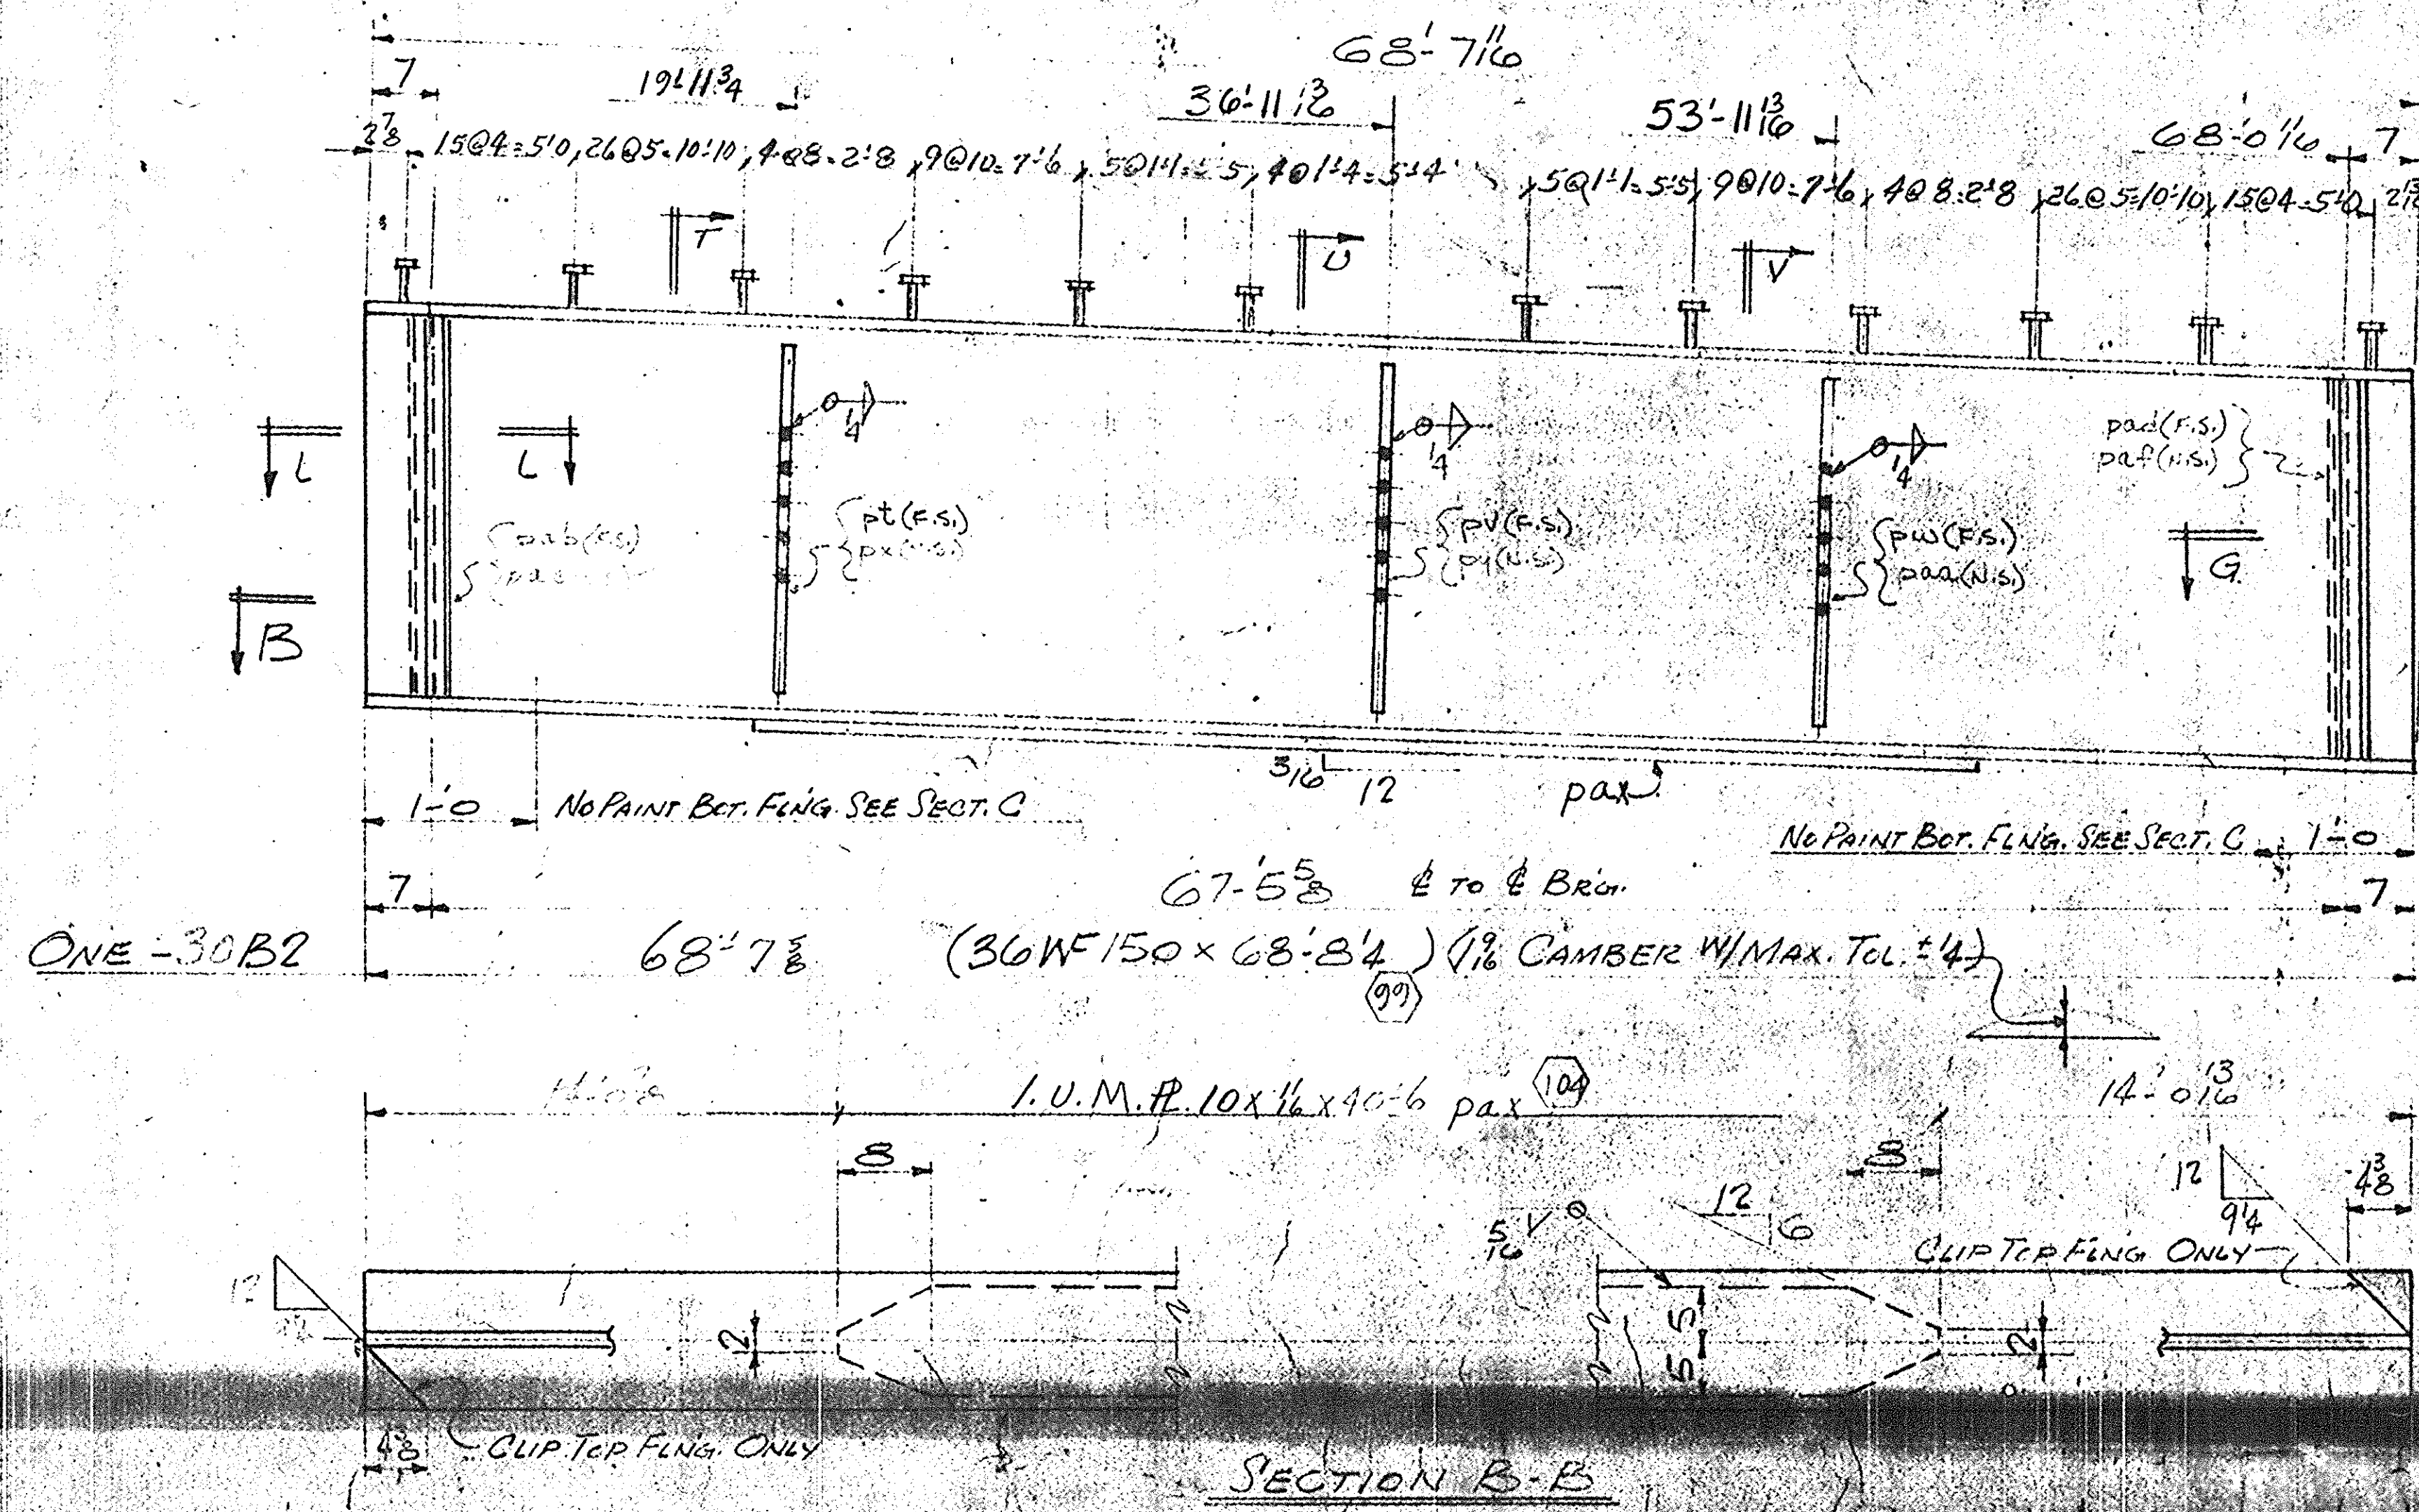 68'-7 11/16
7
19'-11 3/4
36'-11 13/16
53'-11 13/16
68'-0 11/16
7
2 7/8
15@4=5'-0, 26@5=10'-10, 4@8=2'-8, 9@10=7'-6, 5@1'-1=5'-5, 4@1'-4=5'-4
5@1'-1=5'-5, 9@10=7'-6, 4@8=2'-8, 26@5=10'-10, 15@4=5'-0
T
U
V
L
L
1/4
1/4
1/4
pad(F.S.)
paf(N.S.)
pab(F.S.)
pt(F.S.)
px(N.S.)
pv(F.S.)
py(N.S.)
pw(F.S.)
paa(N.S.)
G
B
3/16
12
pax
1'-0
NO PAINT BOT. FLNG. SEE SECT. C
NO PAINT BOT. FLNG. SEE SECT. C
1'-0
7
67'-5 5/8 ℄ TO ℄ BRG.
7
ONE - 30B2
68'-7 5/8
(36WF150 x 68'-8 1/4) (1 9/16 CAMBER W/MAX. TOL. ±1/4)
99
1. U.M. PL. 10 x 11/16 x 40'-6 pax
104
14'-0 13/16
8
8
12
6
5/16
12
9 1/4
4 3/8
CLIP TOP FLNG. ONLY
2
5
5
2
4 3/8
CLIP TOP FLNG. ONLY
SECTION B-B